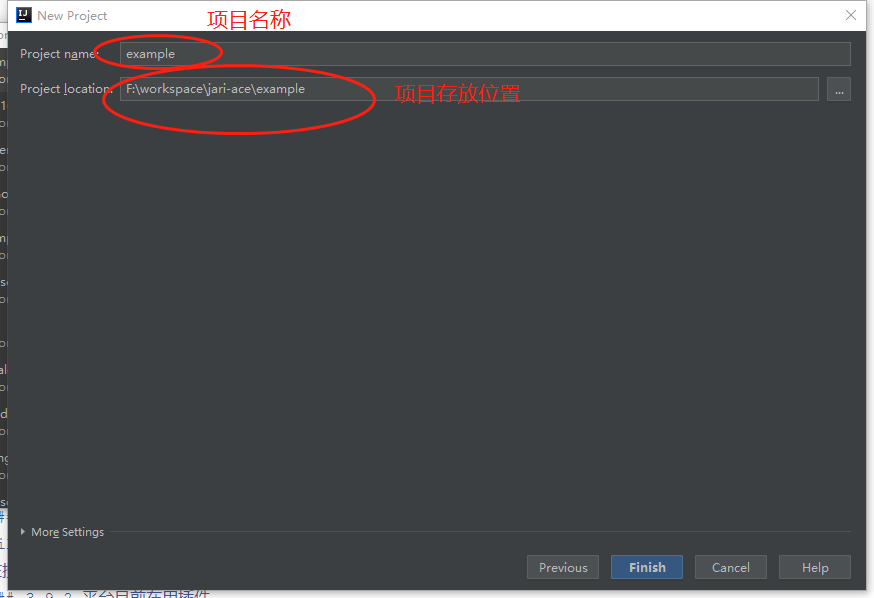 New Project
项目名称
Project name: example
Project location: F:\workspace\jari-ace\example
项目存放位置
...
More Settings
Previous
Finish
Cancel
Help